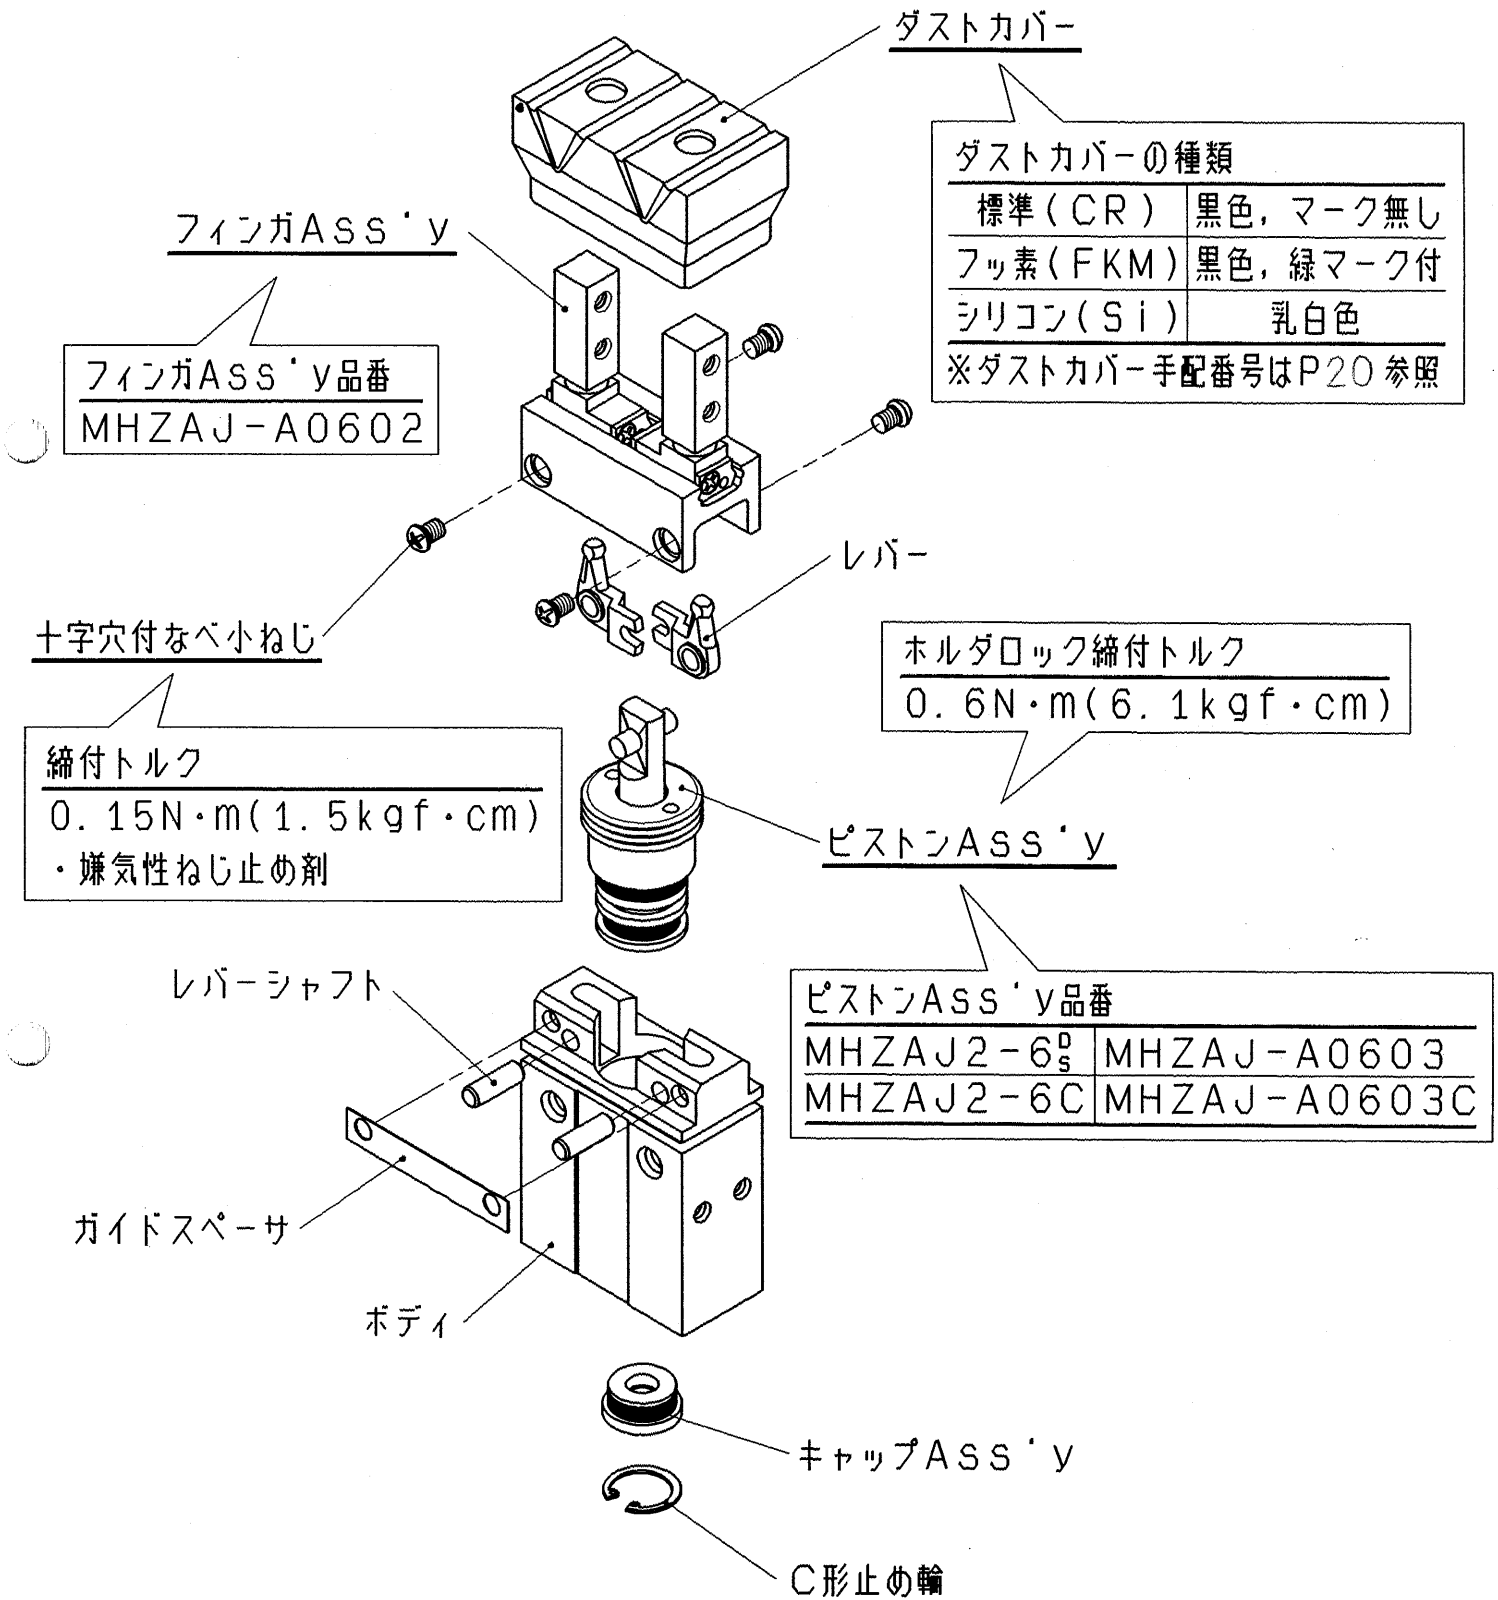 ダストカバー
ダストカバーの種類
標準(CR) 黒色,マーク無し
フッ素(FKM) 黒色,緑マーク付
シリコン(Si) 乳白色
※ダストカバー手配番号はP20参照
フィンガAss'y
フィンガAss'y品番
MHZAJ-A0602
レバー
十字穴付なべ小ねじ
締付トルク
0.15N・m(1.5kgf・cm)
・嫌気性ねじ止め剤
ホルダロック締付トルク
0.6N・m(6.1kgf・cm)
ピストンAss'y
ピストンAss'y品番
MHZAJ2-6D/S MHZAJ-A0603
MHZAJ2-6C MHZAJ-A0603C
レバーシャフト
ガイドスペーサ
ボディ
キャップAss'y
C形止め輪